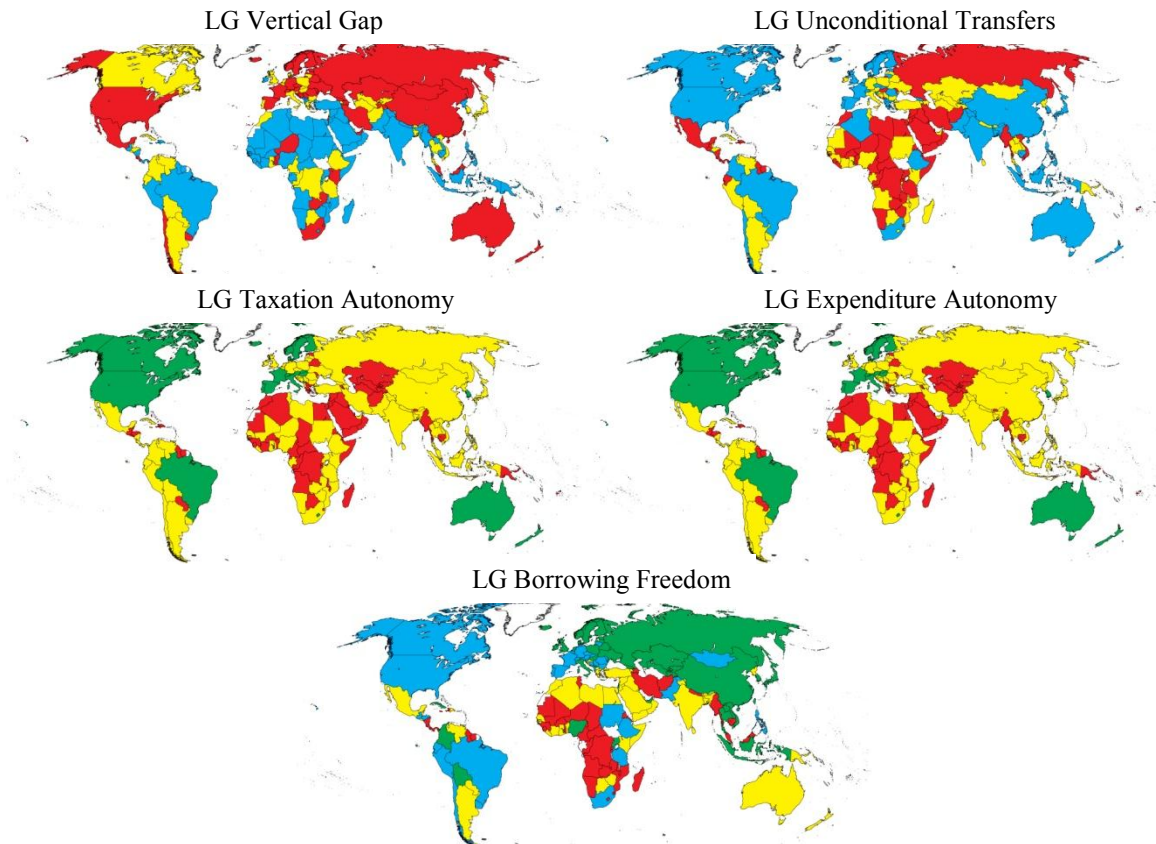 LG Vertical Gap
LG Unconditional Transfers
LG Taxation Autonomy
LG Expenditure Autonomy
LG Borrowing Freedom